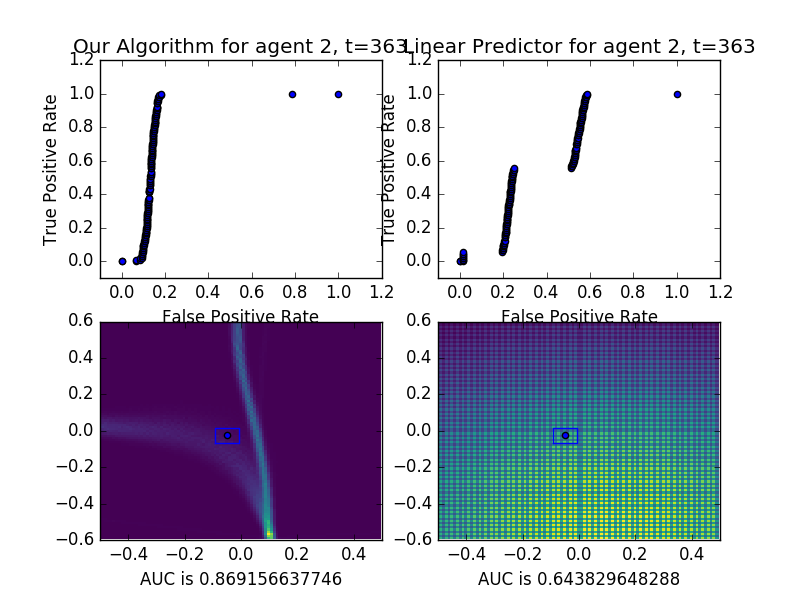 Our Algorithm for agent 2, t=363
Linear Predictor for agent 2, t=363
1.2
1.0
0.8
0.6
0.4
0.2
0.0
True Positive Rate
0.0 0.2 0.4 0.6 0.8 1.0 1.2
False Positive Rate
1.2
1.0
0.8
0.6
0.4
0.2
0.0
True Positive Rate
0.0 0.2 0.4 0.6 0.8 1.0 1.2
False Positive Rate
0.6
0.4
0.2
0.0
−0.2
−0.4
−0.6
−0.4 −0.2 0.0 0.2 0.4
AUC is 0.869156637746
0.6
0.4
0.2
0.0
−0.2
−0.4
−0.6
−0.4 −0.2 0.0 0.2 0.4
AUC is 0.643829648288